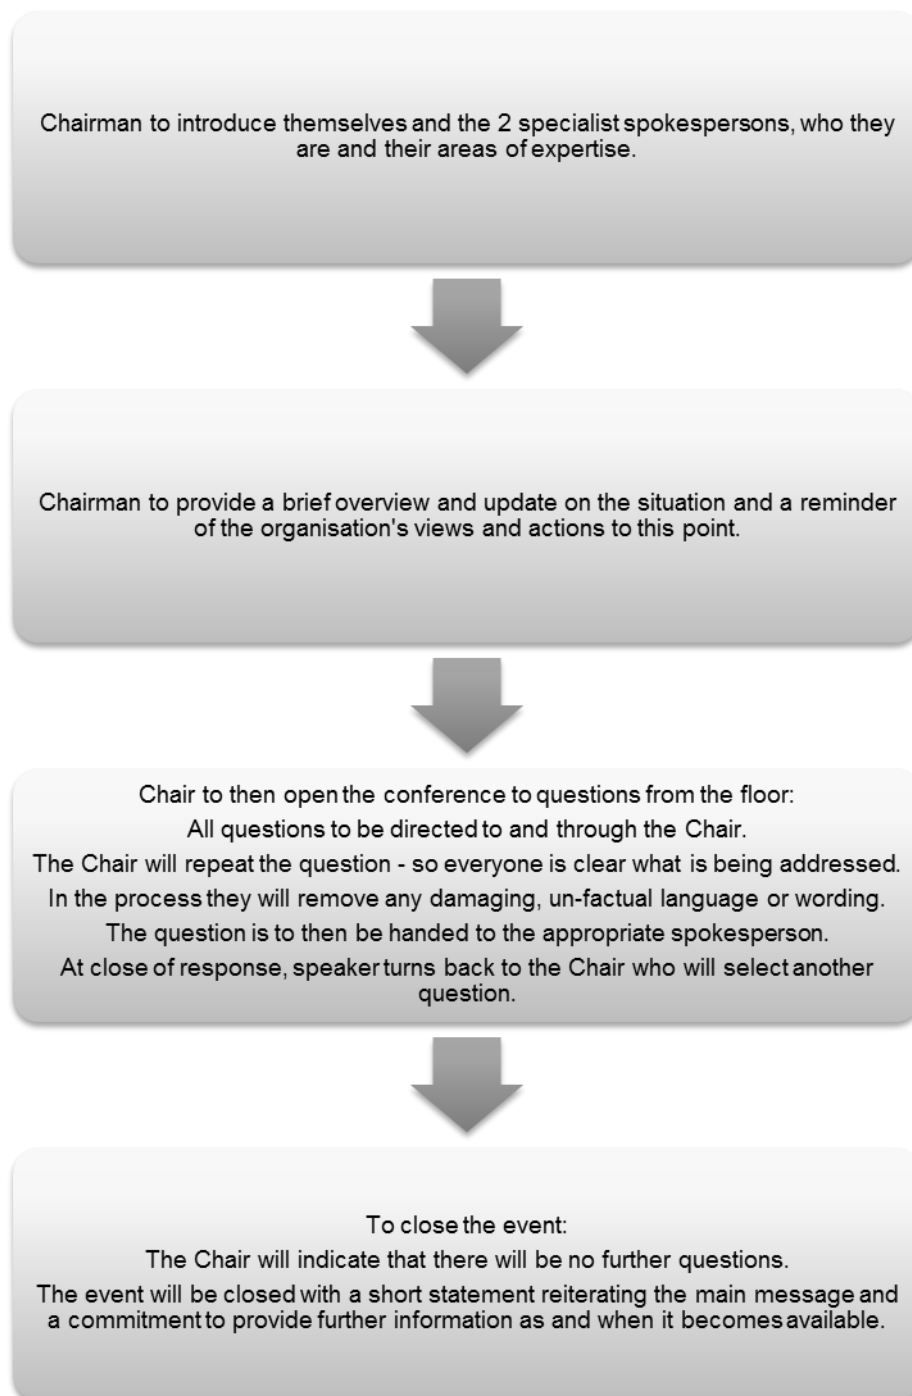 Chairman to introduce themselves and the 2 specialist spokespersons, who they
are and their areas of expertise.
Chairman to provide a brief overview and update on the situation and a reminder
of the organisation's views and actions to this point.
Chair to then open the conference to questions from the floor:
All questions to be directed to and through the Chair.
The Chair will repeat the question - so everyone is clear what is being addressed.
In the process they will remove any damaging, un-factual language or wording.
The question is to then be handed to the appropriate spokesperson.
At close of response, speaker turns back to the Chair who will select another
question.
To close the event:
The Chair will indicate that there will be no further questions.
The event will be closed with a short statement reiterating the main message and
a commitment to provide further information as and when it becomes available.